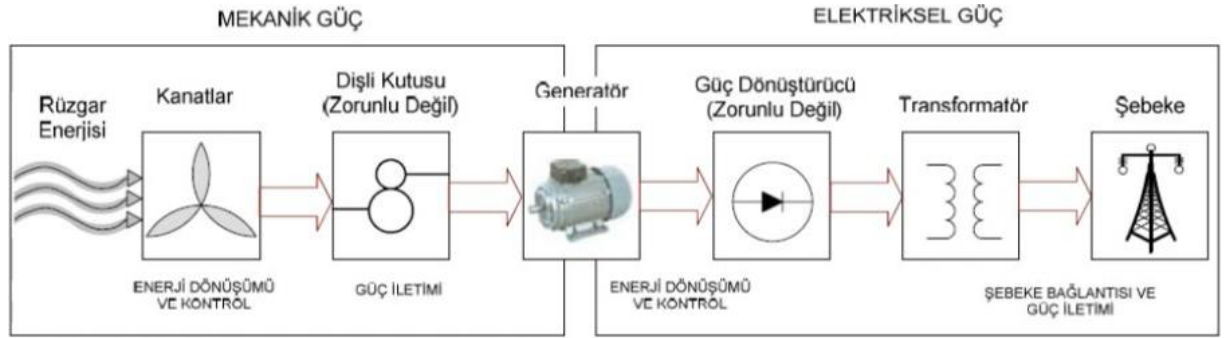 MEKANİK GÜÇ
ELEKTRİKSEL GÜÇ
Rüzgar
Enerjisi
Kanatlar
Dişli Kutusu
(Zorunlu Değil)
Generatör
Güç Dönüştürücü
(Zorunlu Değil)
Transformatör
Şebeke
ENERJİ DÖNÜŞÜMÜ
VE KONTROL
GÜÇ İLETİMİ
ENERJİ DÖNÜŞÜMÜ
VE KONTROL
ŞEBEKE BAĞLANTISI VE
GÜÇ İLETİMİ